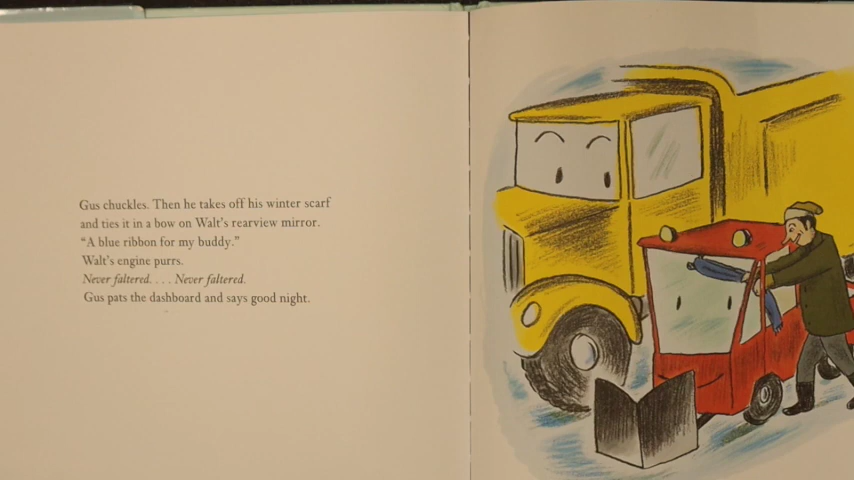 Gus chuckles. Then he takes off his winter scarf
and ties it in a bow on Walt's rearview mirror.
"A blue ribbon for my buddy."
Walt's engine purrs.
Never faltered. . . . Never faltered.
Gus pats the dashboard and says good night.